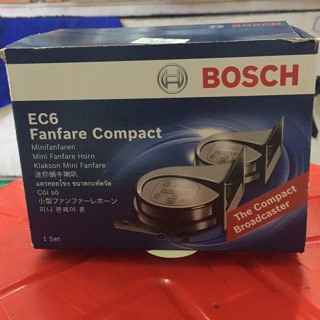 BOSCH
EC6
Fanfare Compact
Minifanfaren
Mini Fanfare Horn
Klakson Mini Fanfare
迷你蝸牛喇叭
แตรหอยโข่ง ขนาดกะทัดรัด
Còi sò
小型ファンファーレホーン
미니 팬페어 혼
The Compact
Broadcaster
1 Set